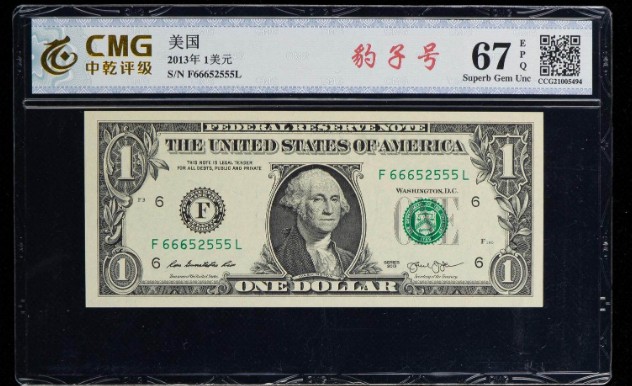 CMG
中乾评级
美国
2013年 1美元
S/N F66652555L
豹子号
67 EPQ
Superb Gem Unc
CCG21005494
FEDERAL RESERVE NOTE
THE UNITED STATES OF AMERICA
THIS NOTE IS LEGAL TENDER
FOR ALL DEBTS, PUBLIC AND PRIVATE
F 66652555 L
WASHINGTON, D.C.
1
1
6
F
6
ONE
F 66652555 L
6
6
SERIES
2013
1
1
ONE DOLLAR